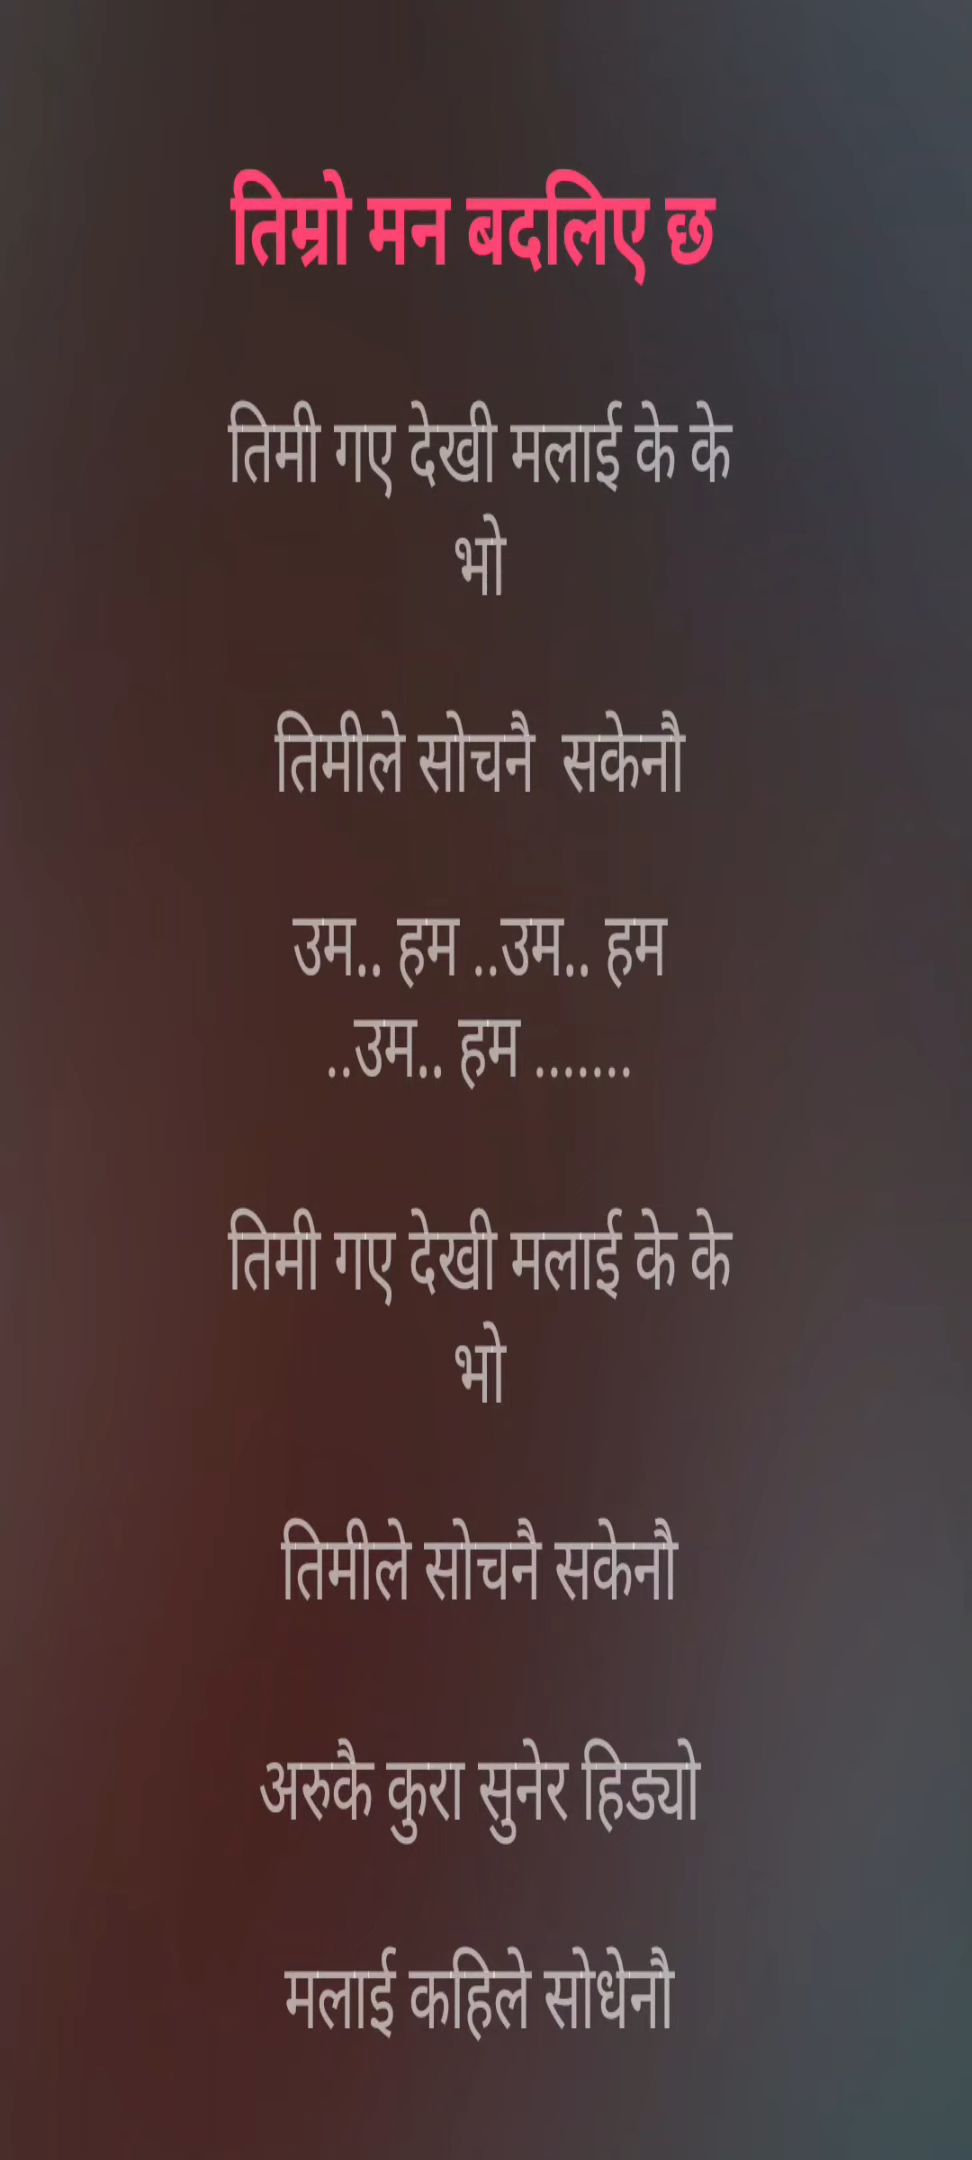 तिम्रो मन बदलिए छ
तिमी गए देखी मलाई के के
भो
तिमीले सोचनै  सकेनौ
उम.. हम ..उम.. हम
..उम.. हम .......
तिमी गए देखी मलाई के के
भो
तिमीले सोचनै सकेनौ
अरुकै कुरा सुनेर हिड्यो
मलाई कहिले सोधेनौ